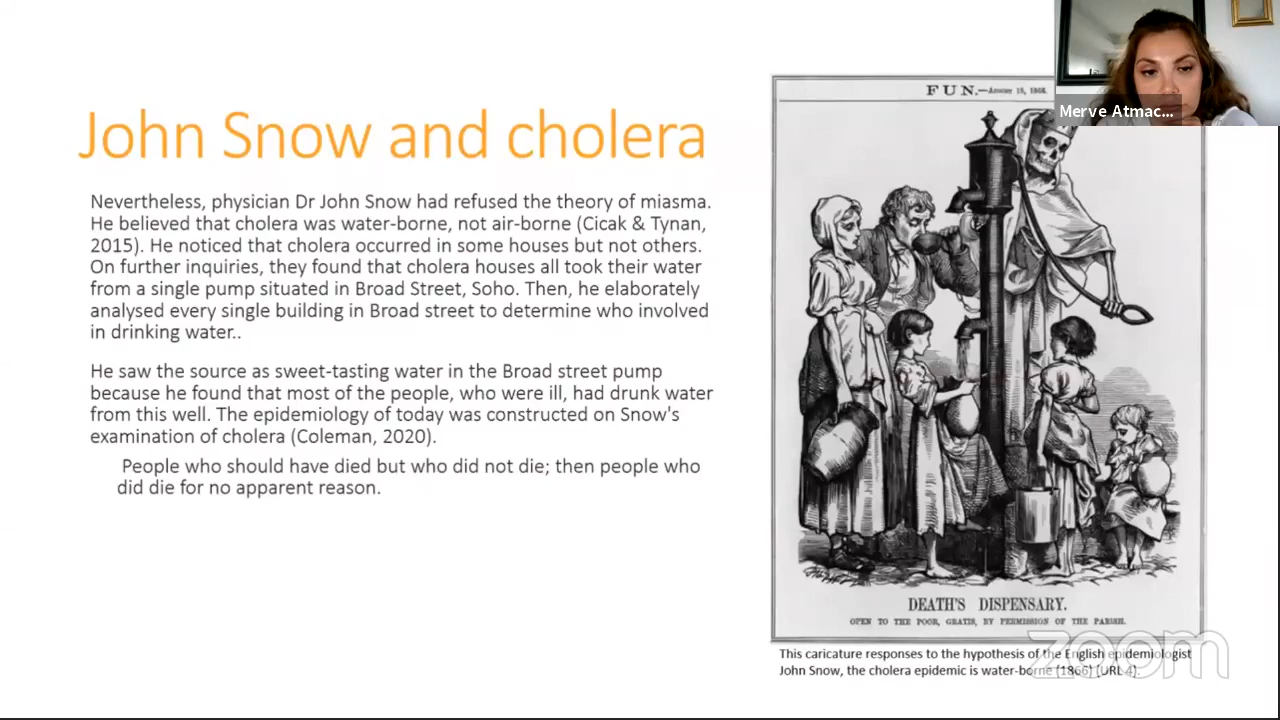 John Snow and cholera
Nevertheless, physician Dr John Snow had refused the theory of miasma.
He believed that cholera was water-borne, not air-borne (Cicak & Tynan,
2015). He noticed that cholera occurred in some houses but not others.
On further inquiries, they found that cholera houses all took their water
from a single pump situated in Broad Street, Soho. Then, he elaborately
analysed every single building in Broad street to determine who involved
in drinking water..
He saw the source as sweet-tasting water in the Broad street pump
because he found that most of the people, who were ill, had drunk water
from this well. The epidemiology of today was constructed on Snow's
examination of cholera (Coleman, 2020).
People who should have died but who did not die; then people who
did die for no apparent reason.
Merve Atmac...
FUN.—August 18, 1866.
DEATH'S DISPENSARY.
OPEN TO THE POOR, GRATIS, BY PERMISSION OF THE PARISH.
This caricature responses to the hypothesis of the English epidemiologist
John Snow, the cholera epidemic is water-borne (1866) (URL 4).
zoom